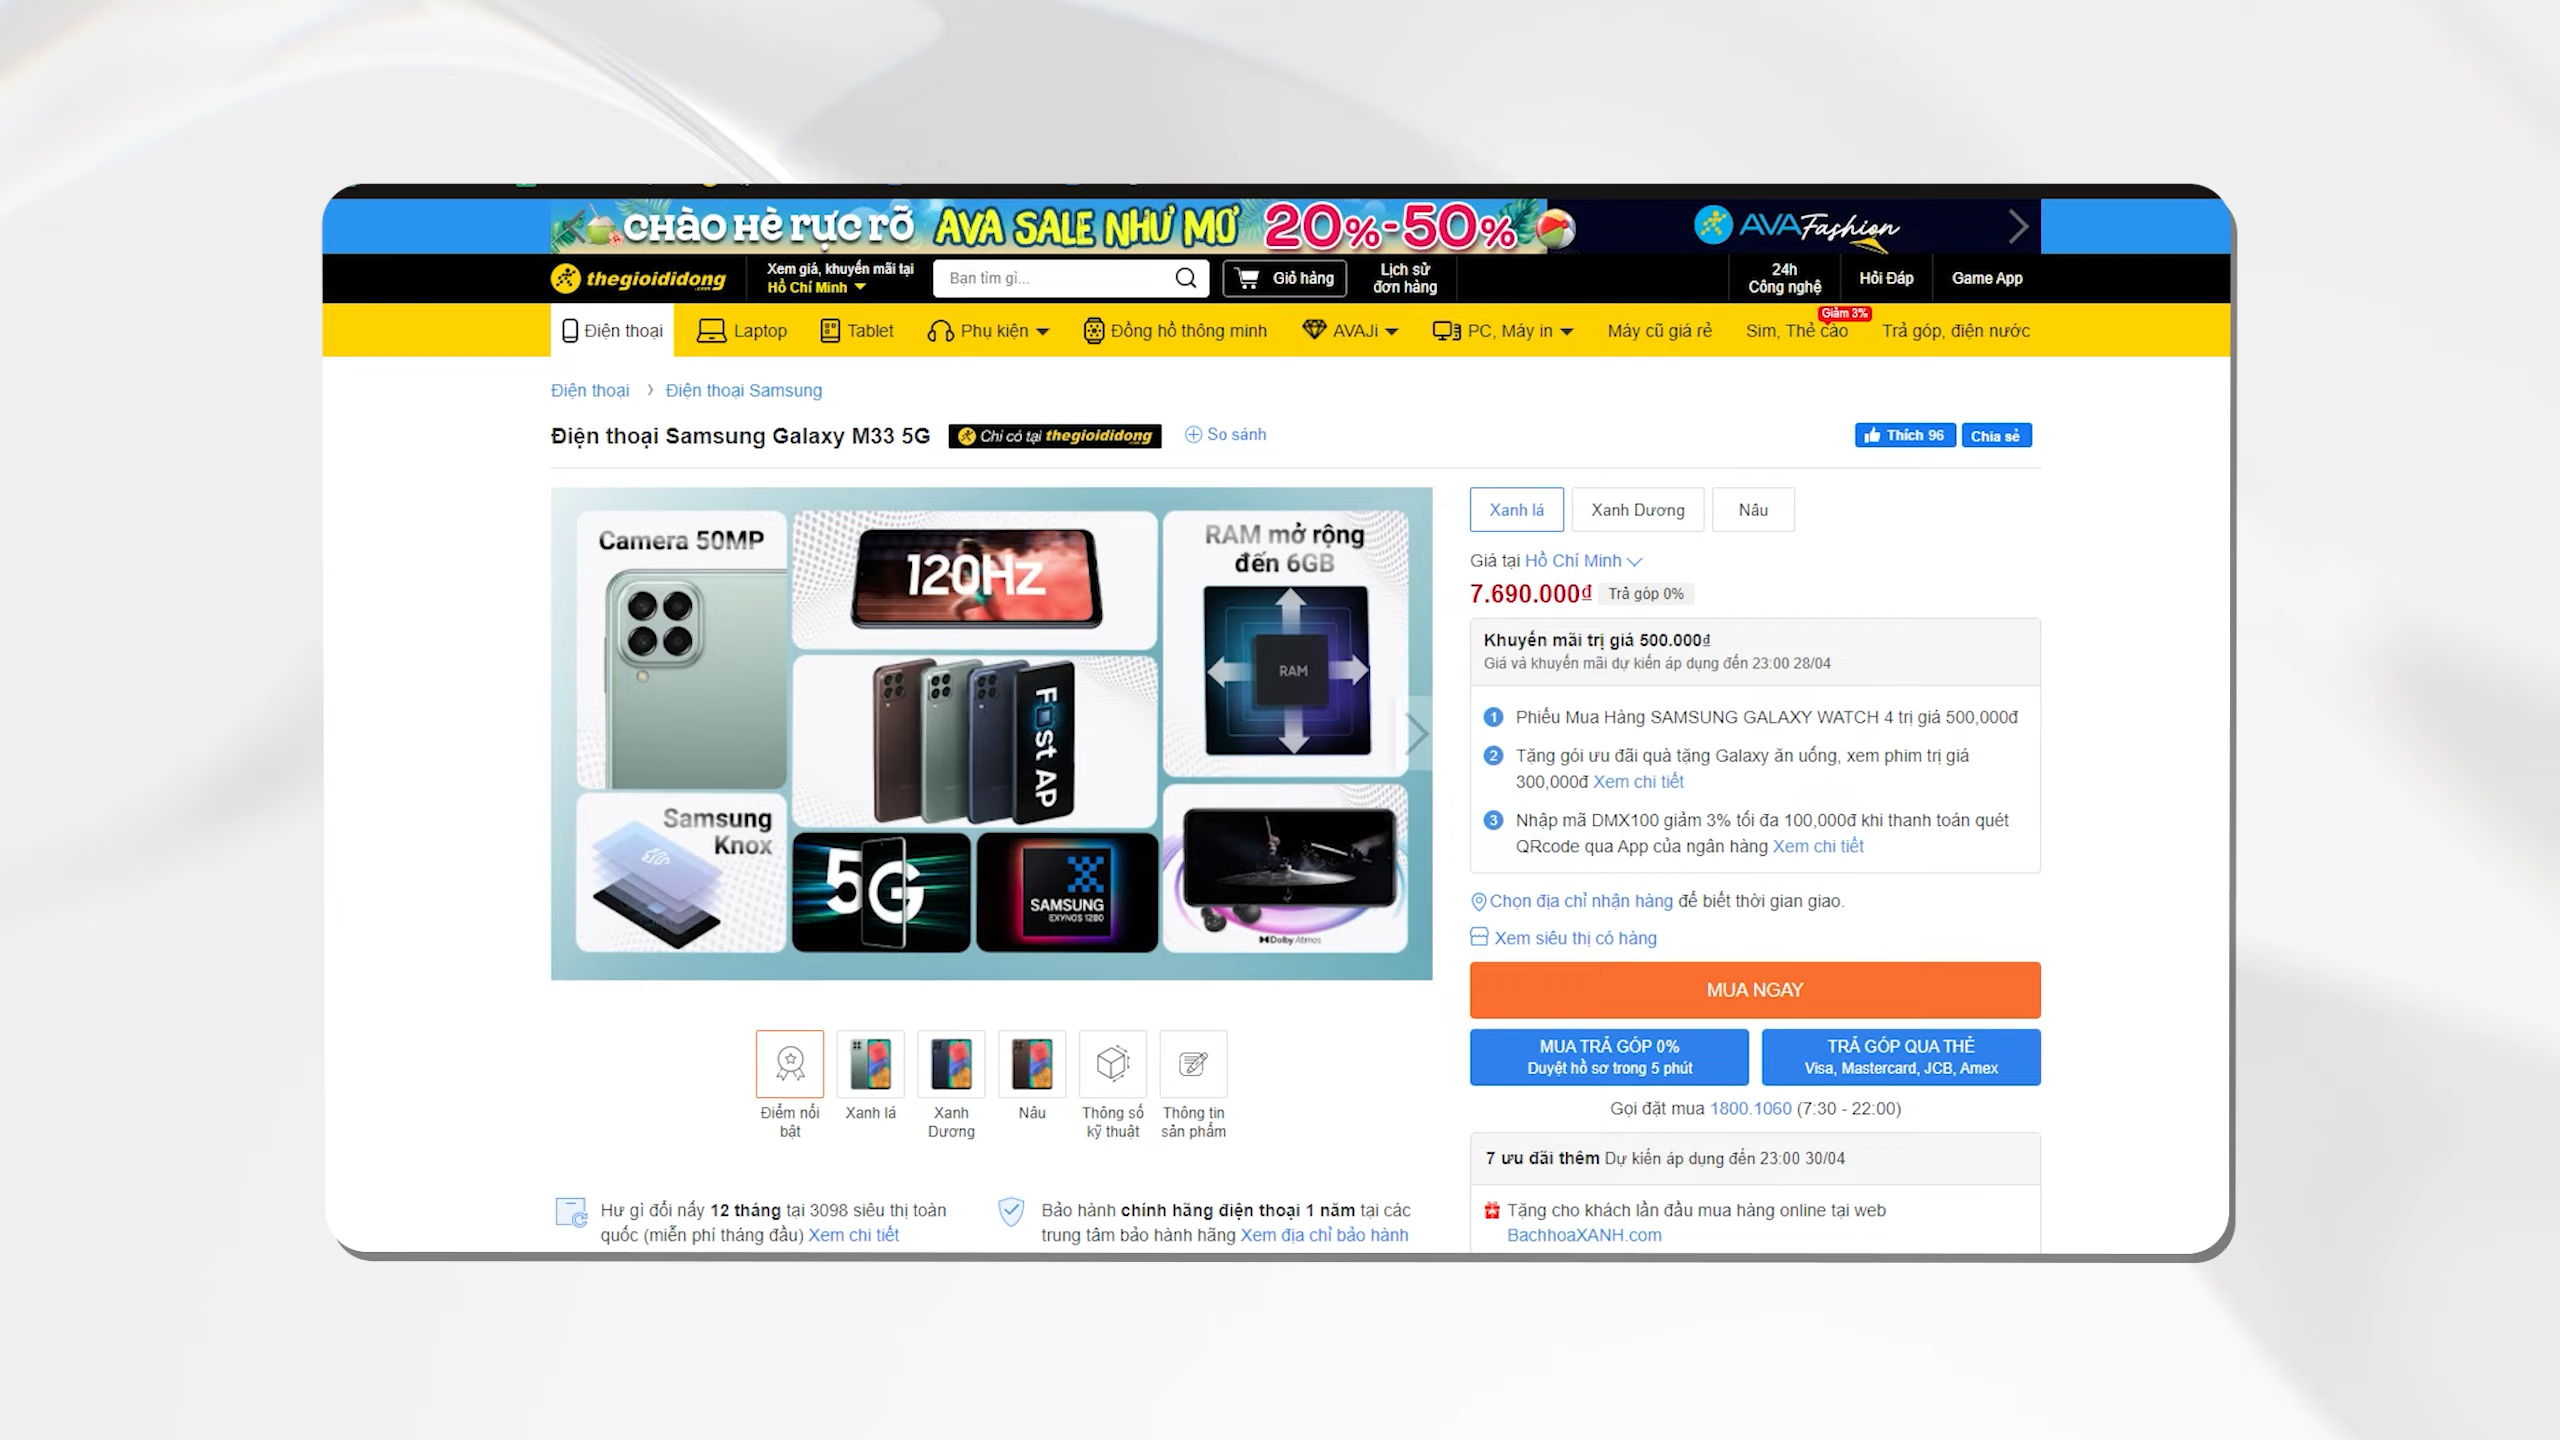 CHÀO HÈ RỰC RỠ AVA SALE NHƯ MƠ 20%-50% AVAFashion
thegioididong.com
Xem giá, khuyến mãi tại
Hồ Chí Minh
Bạn tìm gì...
Giỏ hàng
Lịch sử
đơn hàng
24h
Công nghệ
Hỏi Đáp
Game App
Điện thoại
Laptop
Tablet
Phụ kiện
Đồng hồ thông minh
AVAJi
PC, Máy in
Máy cũ giá rẻ
Sim, Thẻ cào
Giảm 3%
Trả góp, điện nước
Điện thoại › Điện thoại Samsung
Điện thoại Samsung Galaxy M33 5G
Chỉ có tại thegioididong.com
So sánh
Thích 96
Chia sẻ
Camera 50MP
120Hz
RAM mở rộng
đến 6GB
RAM
Fast AP
Samsung
Knox
5G
SAMSUNG
EXYNOS 1280
Dolby Atmos
Điểm nổi
bật
Xanh lá
Xanh
Dương
Nâu
Thông số
kỹ thuật
Thông tin
sản phẩm
Hư gì đổi nấy 12 tháng tại 3098 siêu thị toàn
quốc (miễn phí tháng đầu) Xem chi tiết
Bảo hành chính hãng điện thoại 1 năm tại các
trung tâm bảo hành hãng Xem địa chỉ bảo hành
Xanh lá
Xanh Dương
Nâu
Giá tại Hồ Chí Minh
7.690.000₫ Trả góp 0%
Khuyến mãi trị giá 500.000₫
Giá và khuyến mãi dự kiến áp dụng đến 23:00 28/04
1 Phiếu Mua Hàng SAMSUNG GALAXY WATCH 4 trị giá 500,000đ
2 Tặng gói ưu đãi quà tặng Galaxy ăn uống, xem phim trị giá
300,000đ Xem chi tiết
3 Nhập mã DMX100 giảm 3% tối đa 100,000đ khi thanh toán quét
QRcode qua App của ngân hàng Xem chi tiết
Chọn địa chỉ nhận hàng để biết thời gian giao.
Xem siêu thị có hàng
MUA NGAY
MUA TRẢ GÓP 0%
Duyệt hồ sơ trong 5 phút
TRẢ GÓP QUA THẺ
Visa, Mastercard, JCB, Amex
Gọi đặt mua 1800.1060 (7:30 - 22:00)
7 ưu đãi thêm Dự kiến áp dụng đến 23:00 30/04
Tặng cho khách lần đầu mua hàng online tại web
BachhoaXANH.com